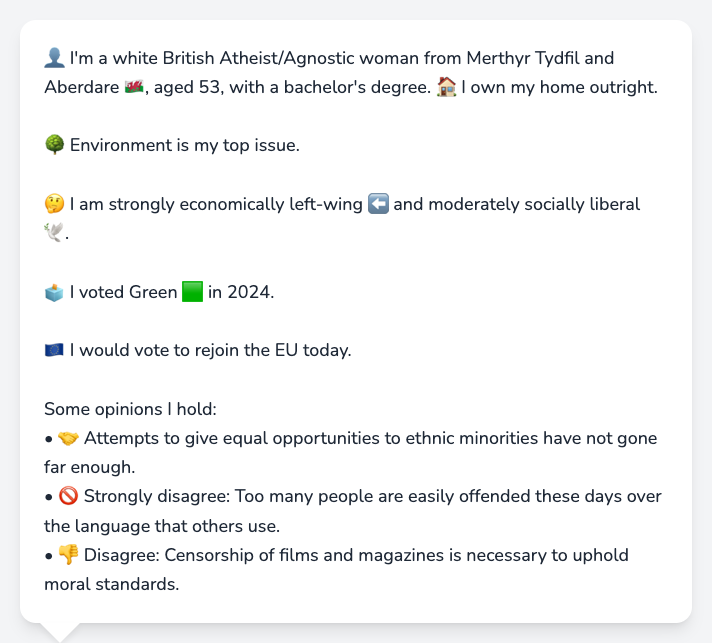 👤 I'm a white British Atheist/Agnostic woman from Merthyr Tydfil and
Aberdare 🏴󠁧󠁢󠁷󠁬󠁳󠁿, aged 53, with a bachelor's degree. 🏠 I own my home outright.
🌳 Environment is my top issue.
🤔 I am strongly economically left-wing ⬅️ and moderately socially liberal
🕊️.
🗳️ I voted Green 🟩 in 2024.
🇪🇺 I would vote to rejoin the EU today.
Some opinions I hold:
• 🤝 Attempts to give equal opportunities to ethnic minorities have not gone
far enough.
• 🚫 Strongly disagree: Too many people are easily offended these days over
the language that others use.
• 👎 Disagree: Censorship of films and magazines is necessary to uphold
moral standards.